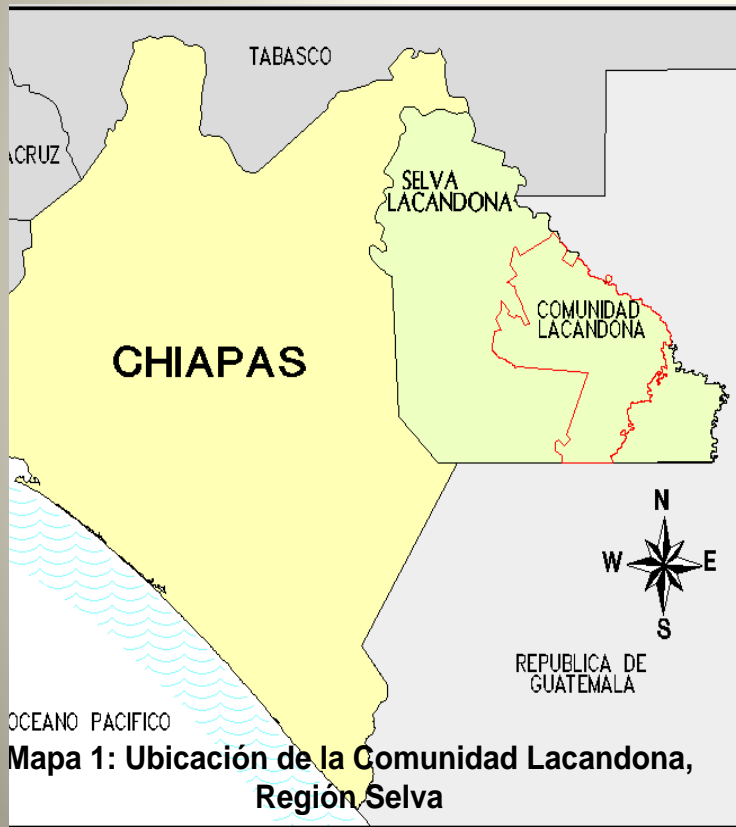 TABASCO
ACRUZ
SELVA
LACANDONA
COMUNIDAD
LACANDONA
CHIAPAS
N
W E
S
REPUBLICA DE
GUATEMALA
OCEANO PACIFICO
Mapa 1: Ubicación de la Comunidad Lacandona,
Región Selva